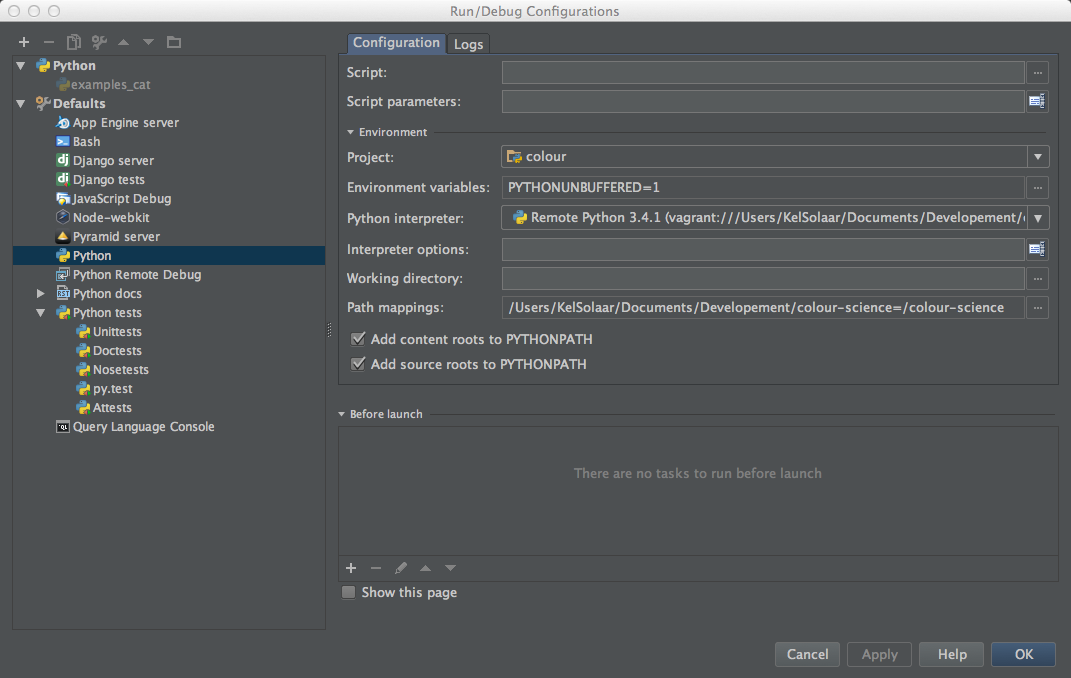 Run/Debug Configurations
Python
examples_cat
Defaults
App Engine server
Bash
Django server
Django tests
JavaScript Debug
Node-webkit
Pyramid server
Python
Python Remote Debug
Python docs
Python tests
Unittests
Doctests
Nosetests
py.test
Attests
Query Language Console
Configuration
Logs
Script:
Script parameters:
Environment
Project: colour
Environment variables: PYTHONUNBUFFERED=1
Python interpreter: Remote Python 3.4.1 (vagrant:///Users/KelSolaar/Documents/Developement/
Interpreter options:
Working directory:
Path mappings: /Users/KelSolaar/Documents/Developement/colour-science=/colour-science
Add content roots to PYTHONPATH
Add source roots to PYTHONPATH
Before launch
There are no tasks to run before launch
Show this page
Cancel Apply Help OK